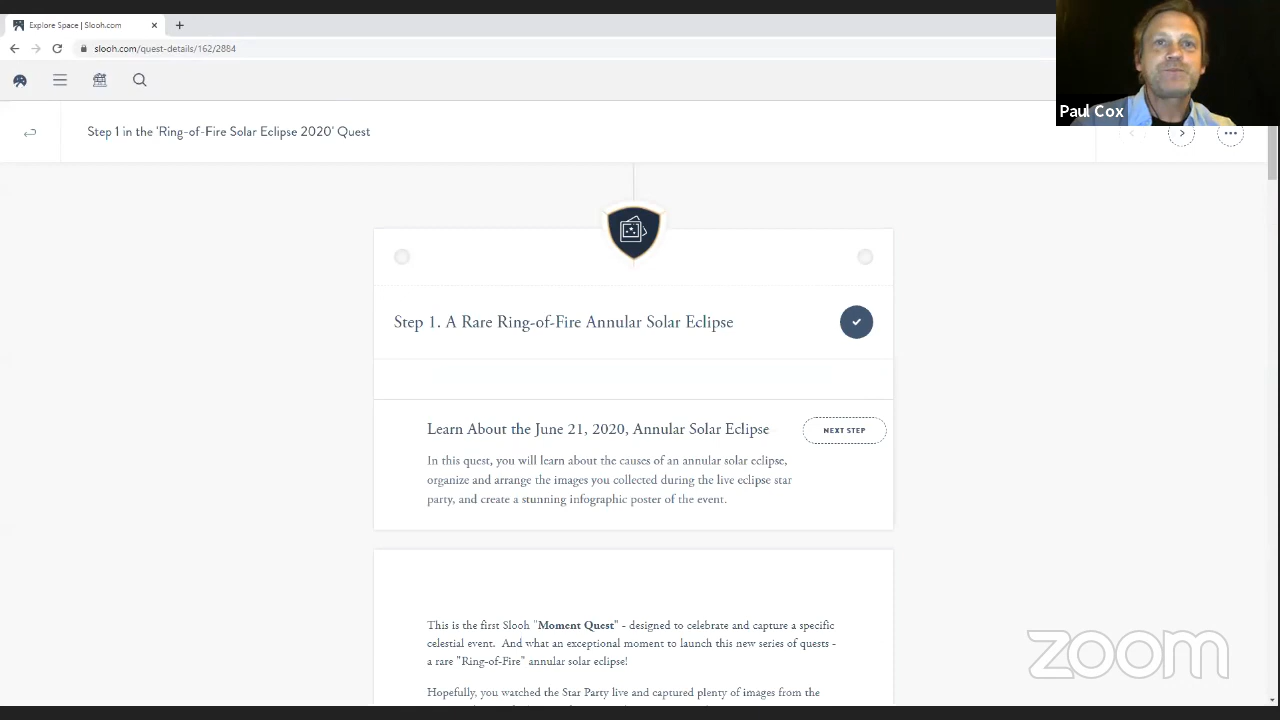 Explore Space | Slooh.com
slooh.com/quest-details/162/2884
Paul Cox
Step 1 in the 'Ring-of-Fire Solar Eclipse 2020' Quest
Step 1. A Rare Ring-of-Fire Annular Solar Eclipse
Learn About the June 21, 2020, Annular Solar Eclipse
NEXT STEP
In this quest, you will learn about the causes of an annular solar eclipse,
organize and arrange the images you collected during the live eclipse star
party, and create a stunning infographic poster of the event.
This is the first Slooh "Moment Quest" - designed to celebrate and capture a specific
celestial event. And what an exceptional moment to launch this new series of quests -
a rare "Ring-of-Fire" annular solar eclipse!
Hopefully, you watched the Star Party live and captured plenty of images from the
zoom